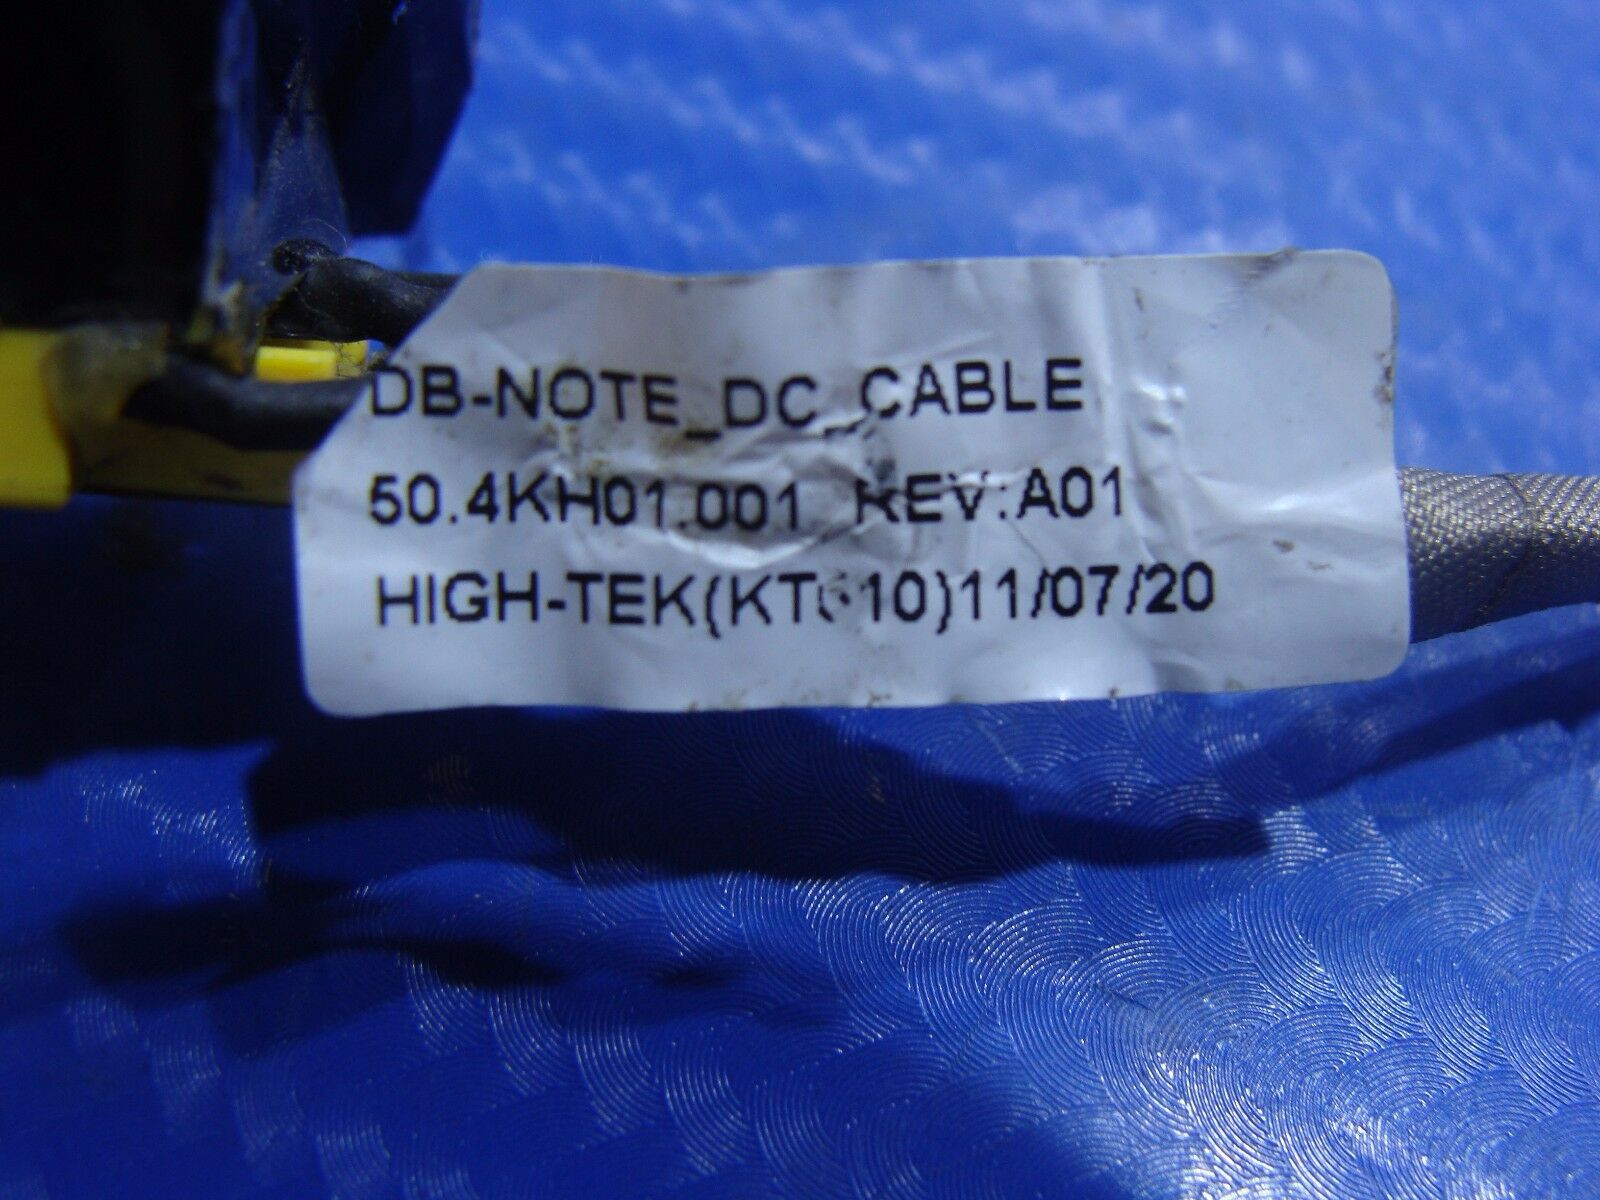 DB-NOTE_DC_CABLE
50.4KH01.001 REV:A01
HIGH-TEK(KT610)11/07/20